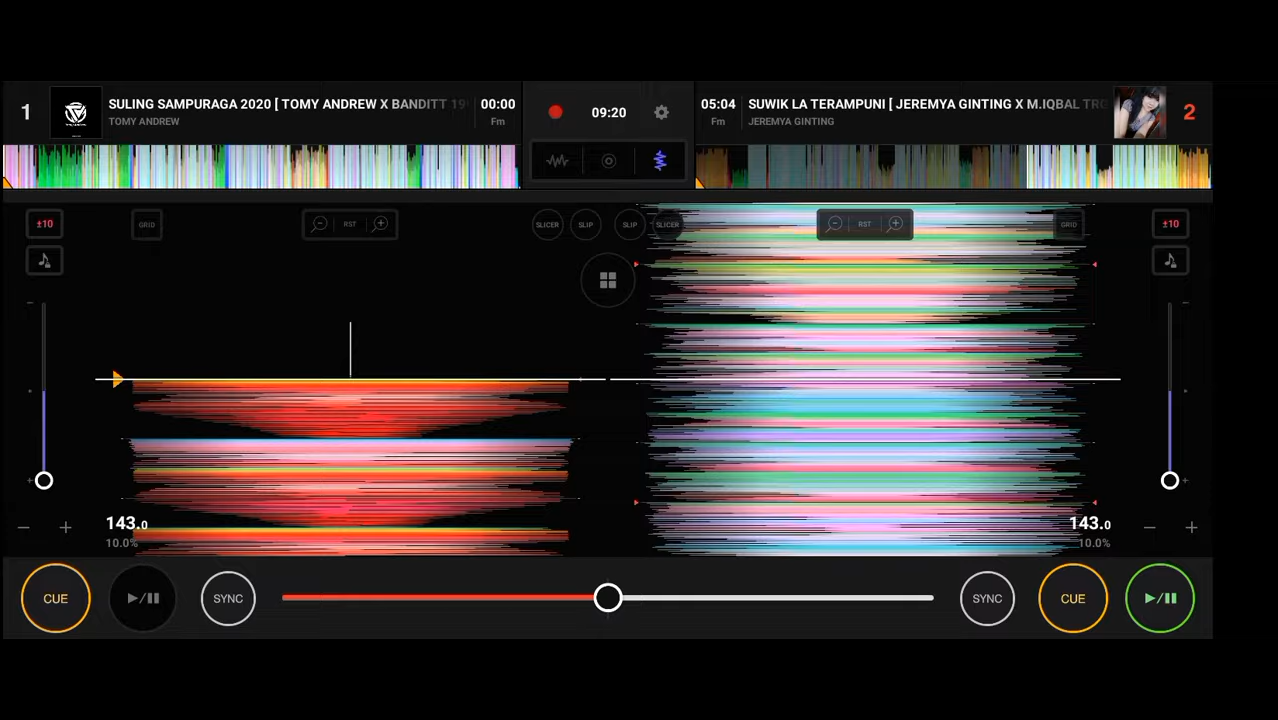 1
SULING SAMPURAGA 2020 [ TOMY ANDREW X BANDITT 19
TOMY ANDREW
00:00
Fm
09:20
05:04
Fm
SUWIK LA TERAMPUNI [ JEREMYA GINTING X M.IQBAL TRC
JEREMYA GINTING
2
±10
GRID
RST
SLICER
SLIP
SLIP
SLICER
RST
GRID
±10
143.0
10.0%
143.0
10.0%
CUE
SYNC
SYNC
CUE